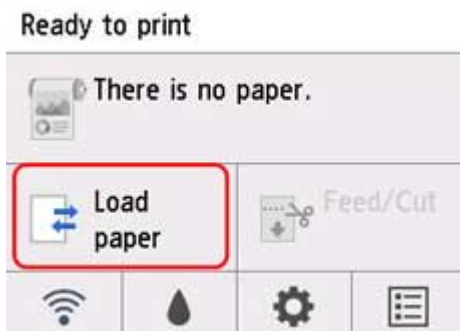 Ready to print
There is no paper.
Load
paper
Feed/Cut